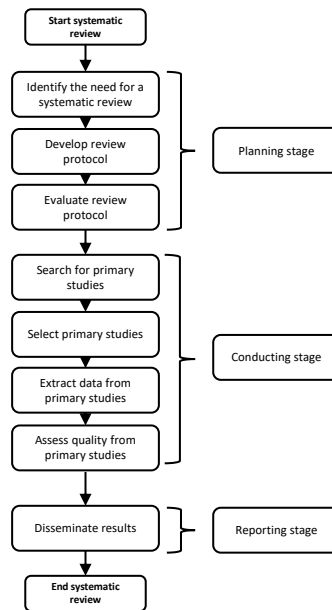 Start systematic
review
Identify the need for a
systematic review
Develop review
protocol
Planning stage
Evaluate review
protocol
Search for primary
studies
Select primary studies
Conducting stage
Extract data from
primary studies
Assess quality from
primary studies
Disseminate results
Reporting stage
End systematic
review